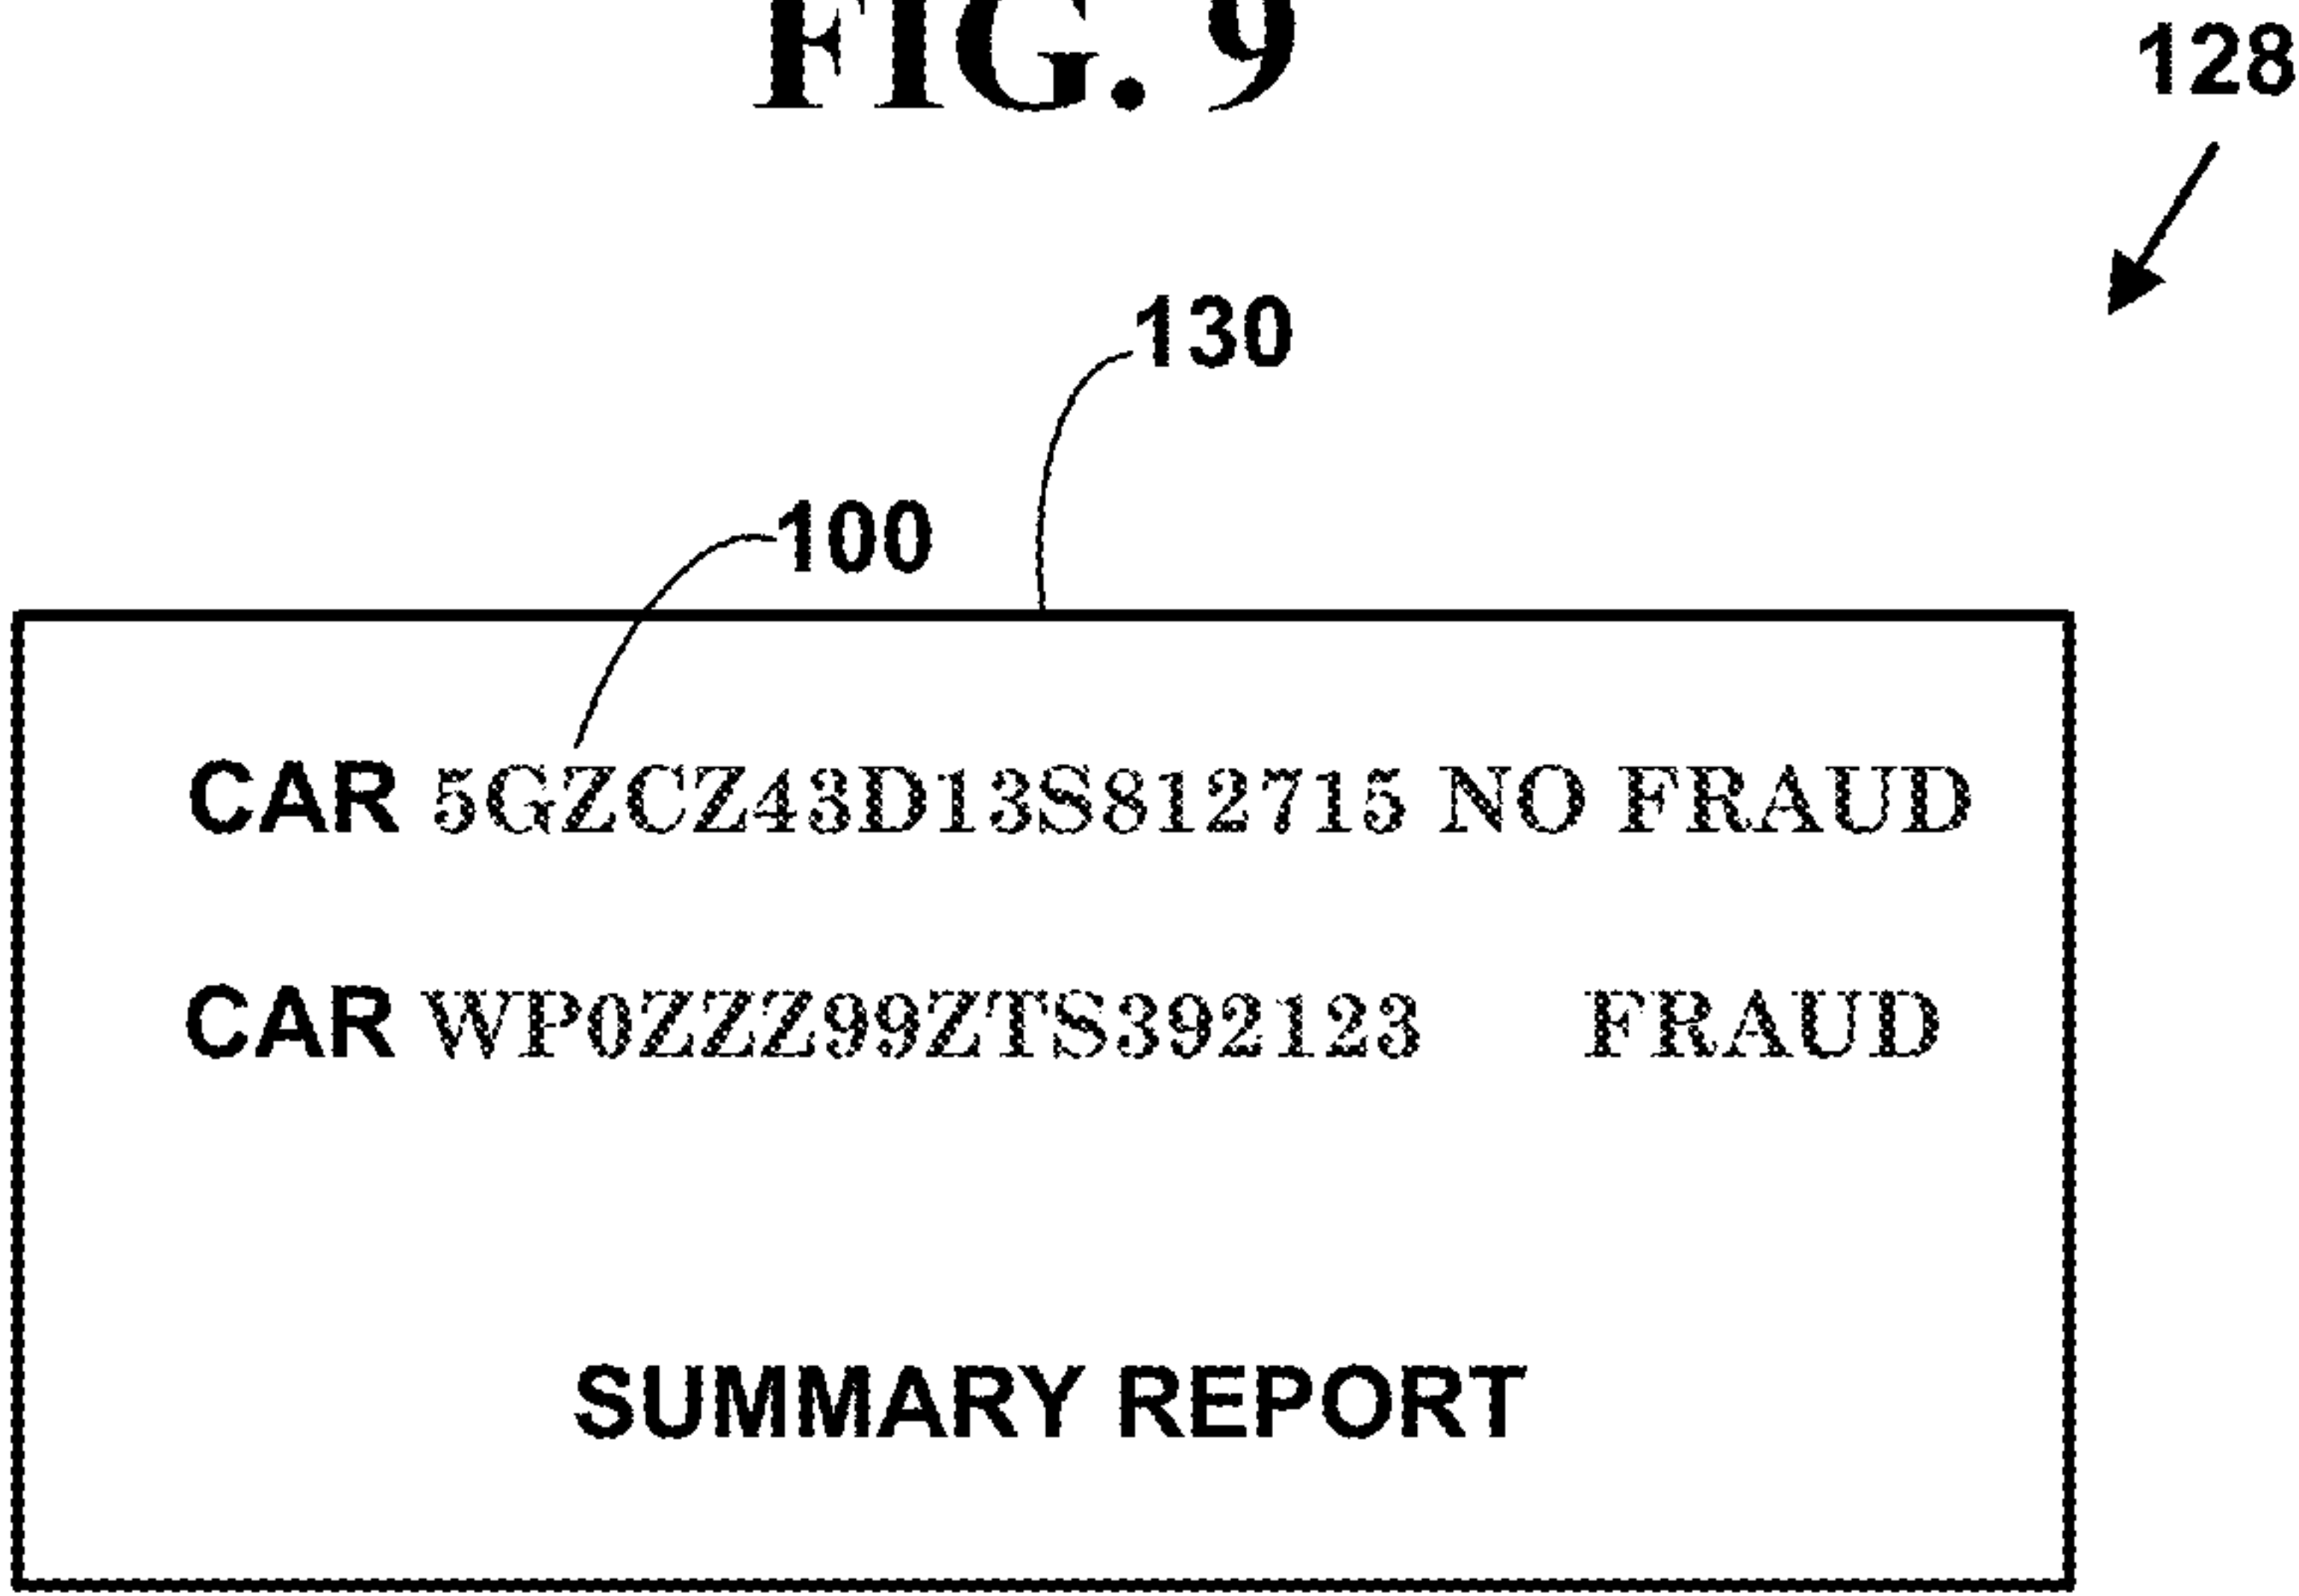 FIG. 9
128
130
100
CAR 5GZCZ43D13S812715 NO FRAUD
CAR WP0ZZZ99ZTS392123 FRAUD
SUMMARY REPORT